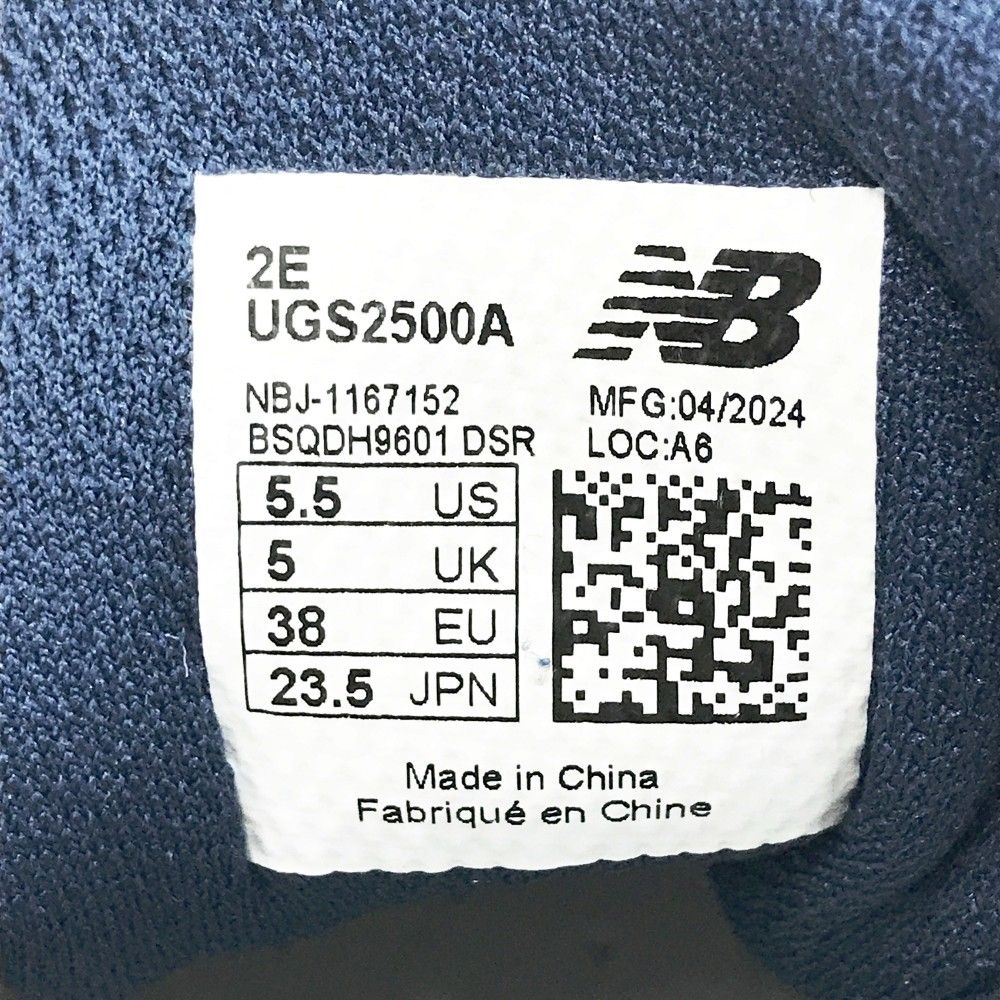 2E
UGS2500A
NB
NBJ-1167152
MFG:04/2024
BSQDH9601 DSR
LOC:A6
5.5 US
5 UK
38 EU
23.5 JPN
Made in China
Fabriqué en Chine